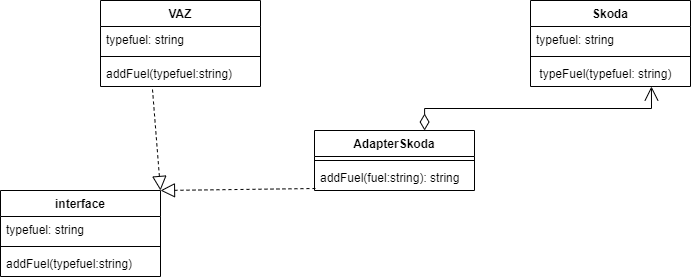 VAZ
typefuel: string
addFuel(typefuel:string)
Skoda
typefuel: string
typeFuel(typefuel: string)
AdapterSkoda
addFuel(fuel:string): string
interface
typefuel: string
addFuel(typefuel:string)